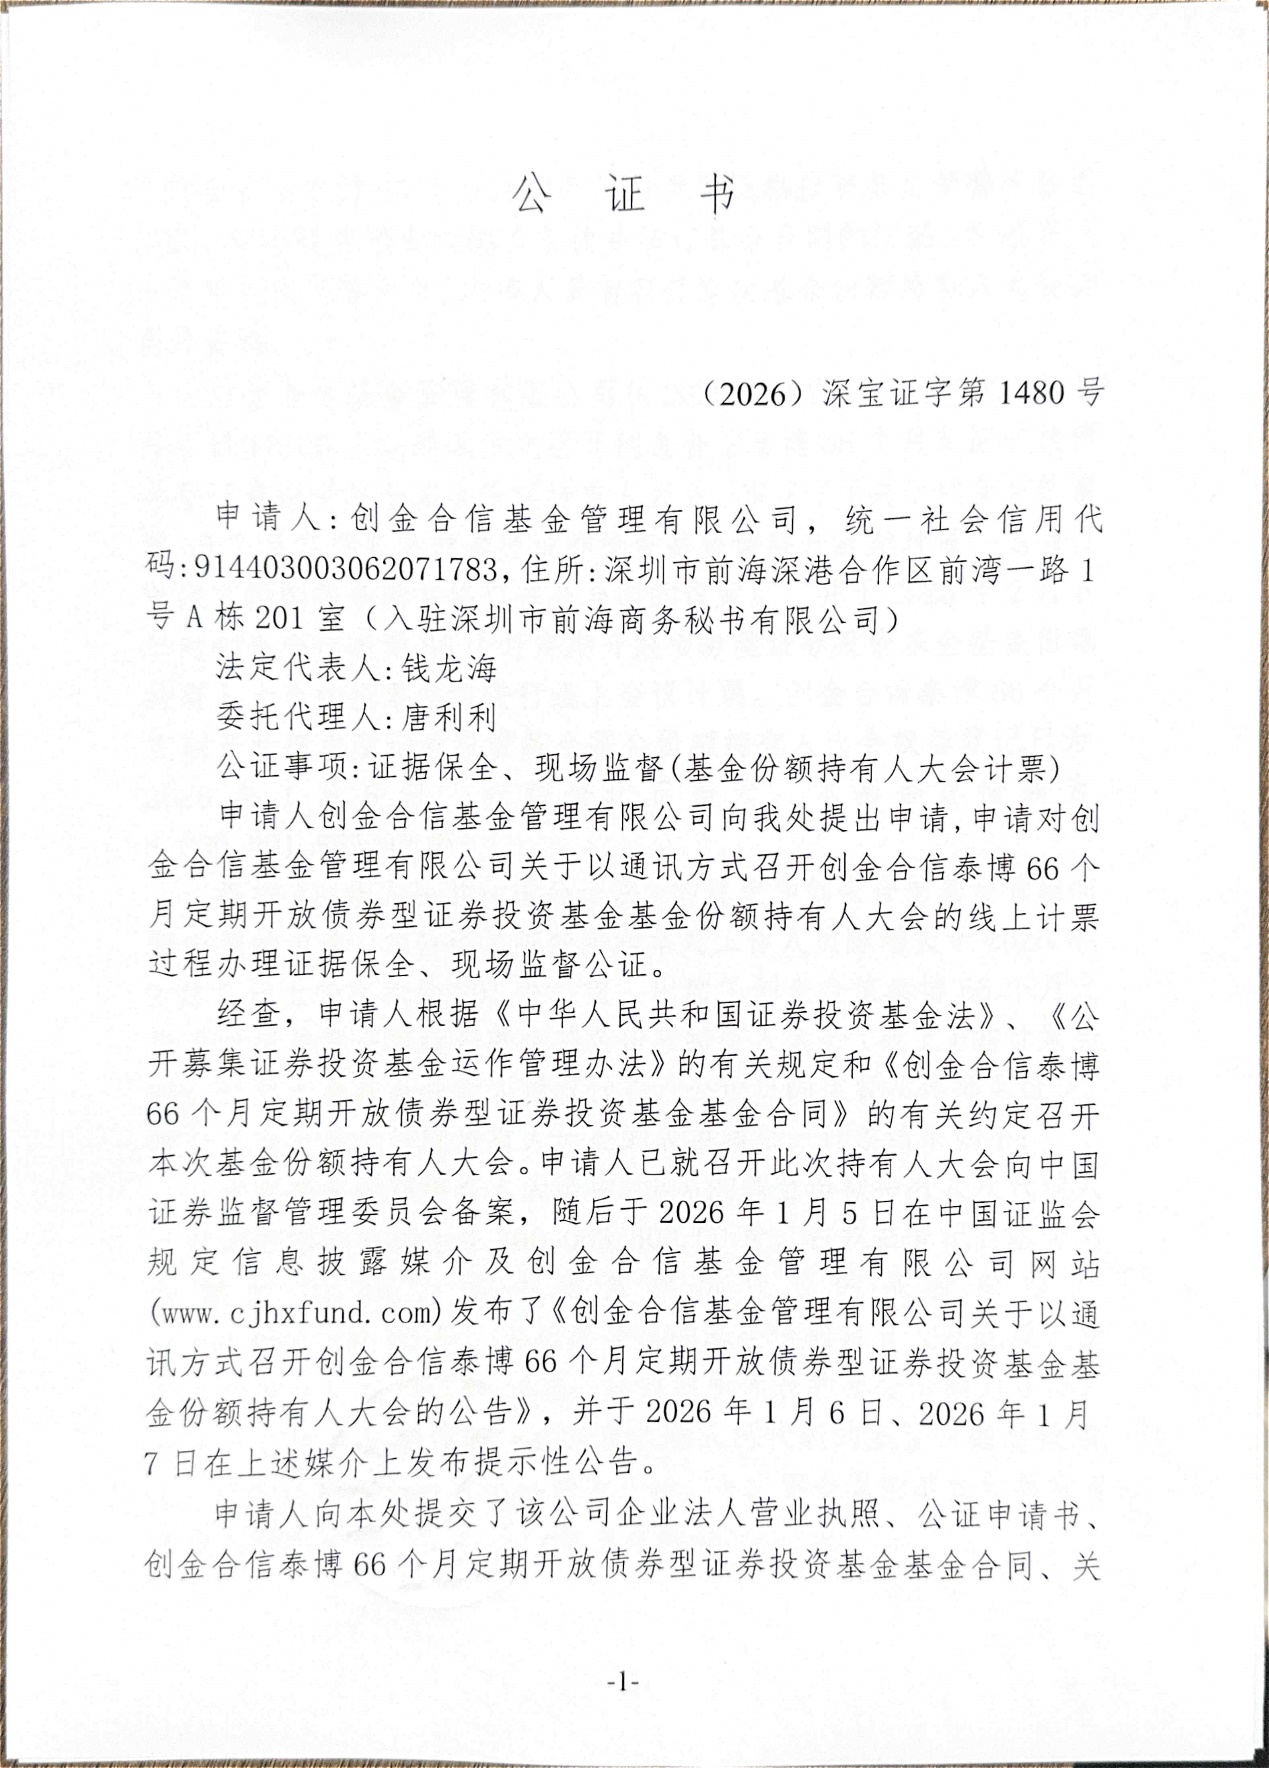 公 证 书
（2026）深宝证字第 1480 号
申请人:创金合信基金管理有限公司，统一社会信用代
码:914403003062071783,住所:深圳市前海深港合作区前湾一路 1
号 A 栋 201 室（入驻深圳市前海商务秘书有限公司）
法定代表人:钱龙海
委托代理人:唐利利
公证事项:证据保全、现场监督(基金份额持有人大会计票)
申请人创金合信基金管理有限公司向我处提出申请,申请对创
金合信基金管理有限公司关于以通讯方式召开创金合信泰博 66 个
月定期开放债券型证券投资基金基金份额持有人大会的线上计票
过程办理证据保全、现场监督公证。
经查，申请人根据《中华人民共和国证券投资基金法》、《公
开募集证券投资基金运作管理办法》的有关规定和《创金合信泰博
66 个月定期开放债券型证券投资基金基金合同》的有关约定召开
本次基金份额持有人大会。申请人已就召开此次持有人大会向中国
证券监督管理委员会备案，随后于 2026 年 1 月 5 日在中国证监会
规定信息披露媒介及创金合信基金管理有限公司网站
(www.cjhxfund.com)发布了《创金合信基金管理有限公司关于以通
讯方式召开创金合信泰博 66 个月定期开放债券型证券投资基金基
金份额持有人大会的公告》，并于 2026 年 1 月 6 日、2026 年 1 月
7 日在上述媒介上发布提示性公告。
申请人向本处提交了该公司企业法人营业执照、公证申请书、
创金合信泰博 66 个月定期开放债券型证券投资基金基金合同、关
-1-